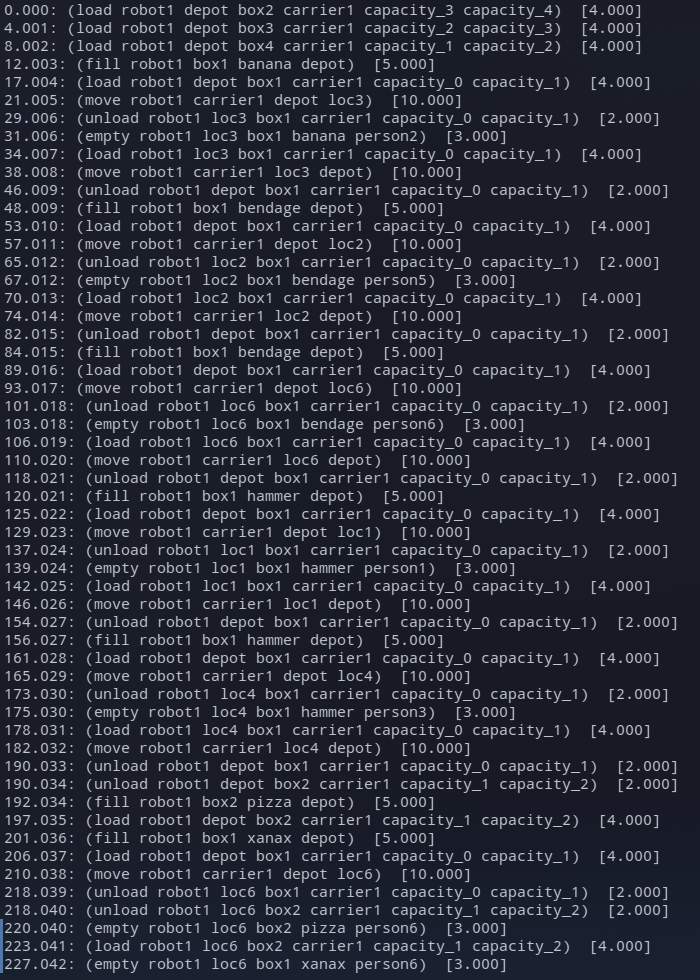 0.000: (load robot1 depot box2 carrier1 capacity_3 capacity_4)  [4.000]
4.001: (load robot1 depot box3 carrier1 capacity_2 capacity_3)  [4.000]
8.002: (load robot1 depot box4 carrier1 capacity_1 capacity_2)  [4.000]
12.003: (fill robot1 box1 banana depot)  [5.000]
17.004: (load robot1 depot box1 carrier1 capacity_0 capacity_1)  [4.000]
21.005: (move robot1 carrier1 depot loc3)  [10.000]
29.006: (unload robot1 loc3 box1 carrier1 capacity_0 capacity_1)  [2.000]
31.006: (empty robot1 loc3 box1 banana person2)  [3.000]
34.007: (load robot1 loc3 box1 carrier1 capacity_0 capacity_1)  [4.000]
38.008: (move robot1 carrier1 loc3 depot)  [10.000]
46.009: (unload robot1 depot box1 carrier1 capacity_0 capacity_1)  [2.000]
48.009: (fill robot1 box1 bendage depot)  [5.000]
53.010: (load robot1 depot box1 carrier1 capacity_0 capacity_1)  [4.000]
57.011: (move robot1 carrier1 depot loc2)  [10.000]
65.012: (unload robot1 loc2 box1 carrier1 capacity_0 capacity_1)  [2.000]
67.012: (empty robot1 loc2 box1 bendage person5)  [3.000]
70.013: (load robot1 loc2 box1 carrier1 capacity_0 capacity_1)  [4.000]
74.014: (move robot1 carrier1 loc2 depot)  [10.000]
82.015: (unload robot1 depot box1 carrier1 capacity_0 capacity_1)  [2.000]
84.015: (fill robot1 box1 bendage depot)  [5.000]
89.016: (load robot1 depot box1 carrier1 capacity_0 capacity_1)  [4.000]
93.017: (move robot1 carrier1 depot loc6)  [10.000]
101.018: (unload robot1 loc6 box1 carrier1 capacity_0 capacity_1)  [2.000]
103.018: (empty robot1 loc6 box1 bendage person6)  [3.000]
106.019: (load robot1 loc6 box1 carrier1 capacity_0 capacity_1)  [4.000]
110.020: (move robot1 carrier1 loc6 depot)  [10.000]
118.021: (unload robot1 depot box1 carrier1 capacity_0 capacity_1)  [2.000]
120.021: (fill robot1 box1 hammer depot)  [5.000]
125.022: (load robot1 depot box1 carrier1 capacity_0 capacity_1)  [4.000]
129.023: (move robot1 carrier1 depot loc1)  [10.000]
137.024: (unload robot1 loc1 box1 carrier1 capacity_0 capacity_1)  [2.000]
139.024: (empty robot1 loc1 box1 hammer person1)  [3.000]
142.025: (load robot1 loc1 box1 carrier1 capacity_0 capacity_1)  [4.000]
146.026: (move robot1 carrier1 loc1 depot)  [10.000]
154.027: (unload robot1 depot box1 carrier1 capacity_0 capacity_1)  [2.000]
156.027: (fill robot1 box1 hammer depot)  [5.000]
161.028: (load robot1 depot box1 carrier1 capacity_0 capacity_1)  [4.000]
165.029: (move robot1 carrier1 depot loc4)  [10.000]
173.030: (unload robot1 loc4 box1 carrier1 capacity_0 capacity_1)  [2.000]
175.030: (empty robot1 loc4 box1 hammer person3)  [3.000]
178.031: (load robot1 loc4 box1 carrier1 capacity_0 capacity_1)  [4.000]
182.032: (move robot1 carrier1 loc4 depot)  [10.000]
190.033: (unload robot1 depot box1 carrier1 capacity_0 capacity_1)  [2.000]
190.034: (unload robot1 depot box2 carrier1 capacity_1 capacity_2)  [2.000]
192.034: (fill robot1 box2 pizza depot)  [5.000]
197.035: (load robot1 depot box2 carrier1 capacity_1 capacity_2)  [4.000]
201.036: (fill robot1 box1 xanax depot)  [5.000]
206.037: (load robot1 depot box1 carrier1 capacity_0 capacity_1)  [4.000]
210.038: (move robot1 carrier1 depot loc6)  [10.000]
218.039: (unload robot1 loc6 box1 carrier1 capacity_0 capacity_1)  [2.000]
218.040: (unload robot1 loc6 box2 carrier1 capacity_1 capacity_2)  [2.000]
220.040: (empty robot1 loc6 box2 pizza person6)  [3.000]
223.041: (load robot1 loc6 box2 carrier1 capacity_1 capacity_2)  [4.000]
227.042: (empty robot1 loc6 box1 xanax person6)  [3.000]